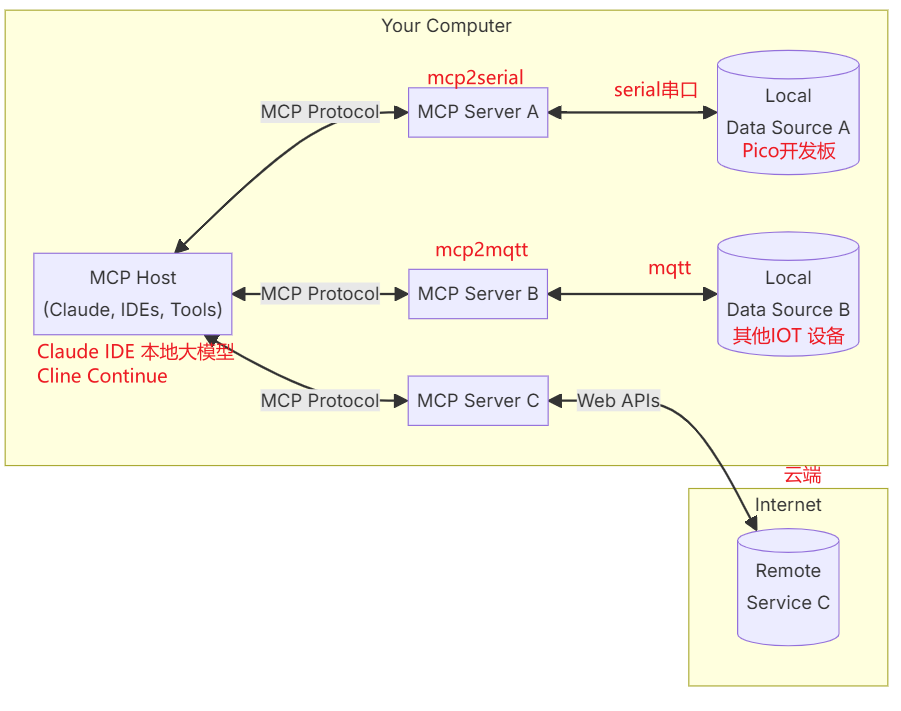 Your Computer
mcp2serial
MCP Protocol
MCP Server A
serial串口
Local
Data Source A
Pico开发板
MCP Host
(Claude, IDEs, Tools)
Claude IDE 本地大模型
Cline Continue
mcp2mqtt
MCP Protocol
MCP Server B
mqtt
Local
Data Source B
其他IOT 设备
MCP Protocol
MCP Server C
Web APIs
云端
Internet
Remote
Service C